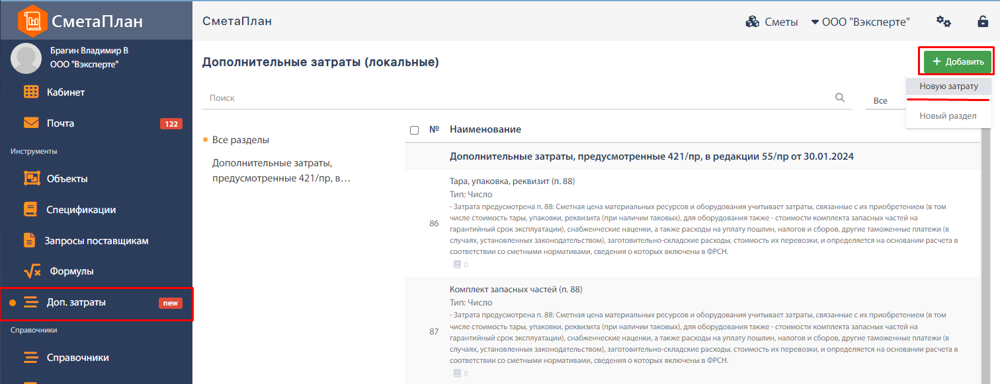 СметаПлан
Брагин Владимир В
ООО "Вэксперте"
Кабинет
Почта 122
Инструменты
Объекты
Спецификации
Запросы поставщикам
Формулы
Доп. затраты new
Справочники
Справочники
СметаПлан
Сметы ООО "Вэксперте"
Дополнительные затраты (локальные)
Добавить
Новую затрату
Новый раздел
Поиск
Все
Все разделы
Дополнительные затраты,
предусмотренные 421/пр, в…
№ Наименование
Дополнительные затраты, предусмотренные 421/пр, в редакции 55/пр от 30.01.2024
86
Тара, упаковка, реквизит (п. 88)
Тип: Число
- Затрата предусмотрена п. 88: Сметная цена материальных ресурсов и оборудования учитывает затраты, связанные с их приобретением (в том
числе стоимость тары, упаковки, реквизита (при наличии таковых), для оборудования также - стоимости комплекта запасных частей на
гарантийный срок эксплуатации), снабженческие наценки, а также расходы на уплату пошлин, налогов и сборов, другие таможенные платежи (в
случаях, установленных законодательством), заготовительно-складские расходы, стоимость их перевозки, и определяется на основании расчета в
соответствии со сметными нормативами, сведения о которых включены в ФРСН.
0
87
Комплект запасных частей (п. 88)
Тип: Число
- Затрата предусмотрена п. 88: Сметная цена материальных ресурсов и оборудования учитывает затраты, связанные с их приобретением (в том
числе стоимость тары, упаковки, реквизита (при наличии таковых), для оборудования также - стоимости комплекта запасных частей на
гарантийный срок эксплуатации), снабженческие наценки, а также расходы на уплату пошлин, налогов и сборов, другие таможенные платежи (в
случаях, установленных законодательством), заготовительно-складские расходы, стоимость их перевозки, и определяется на основании расчета в
соответствии со сметными нормативами, сведения о которых включены в ФРСН.
0